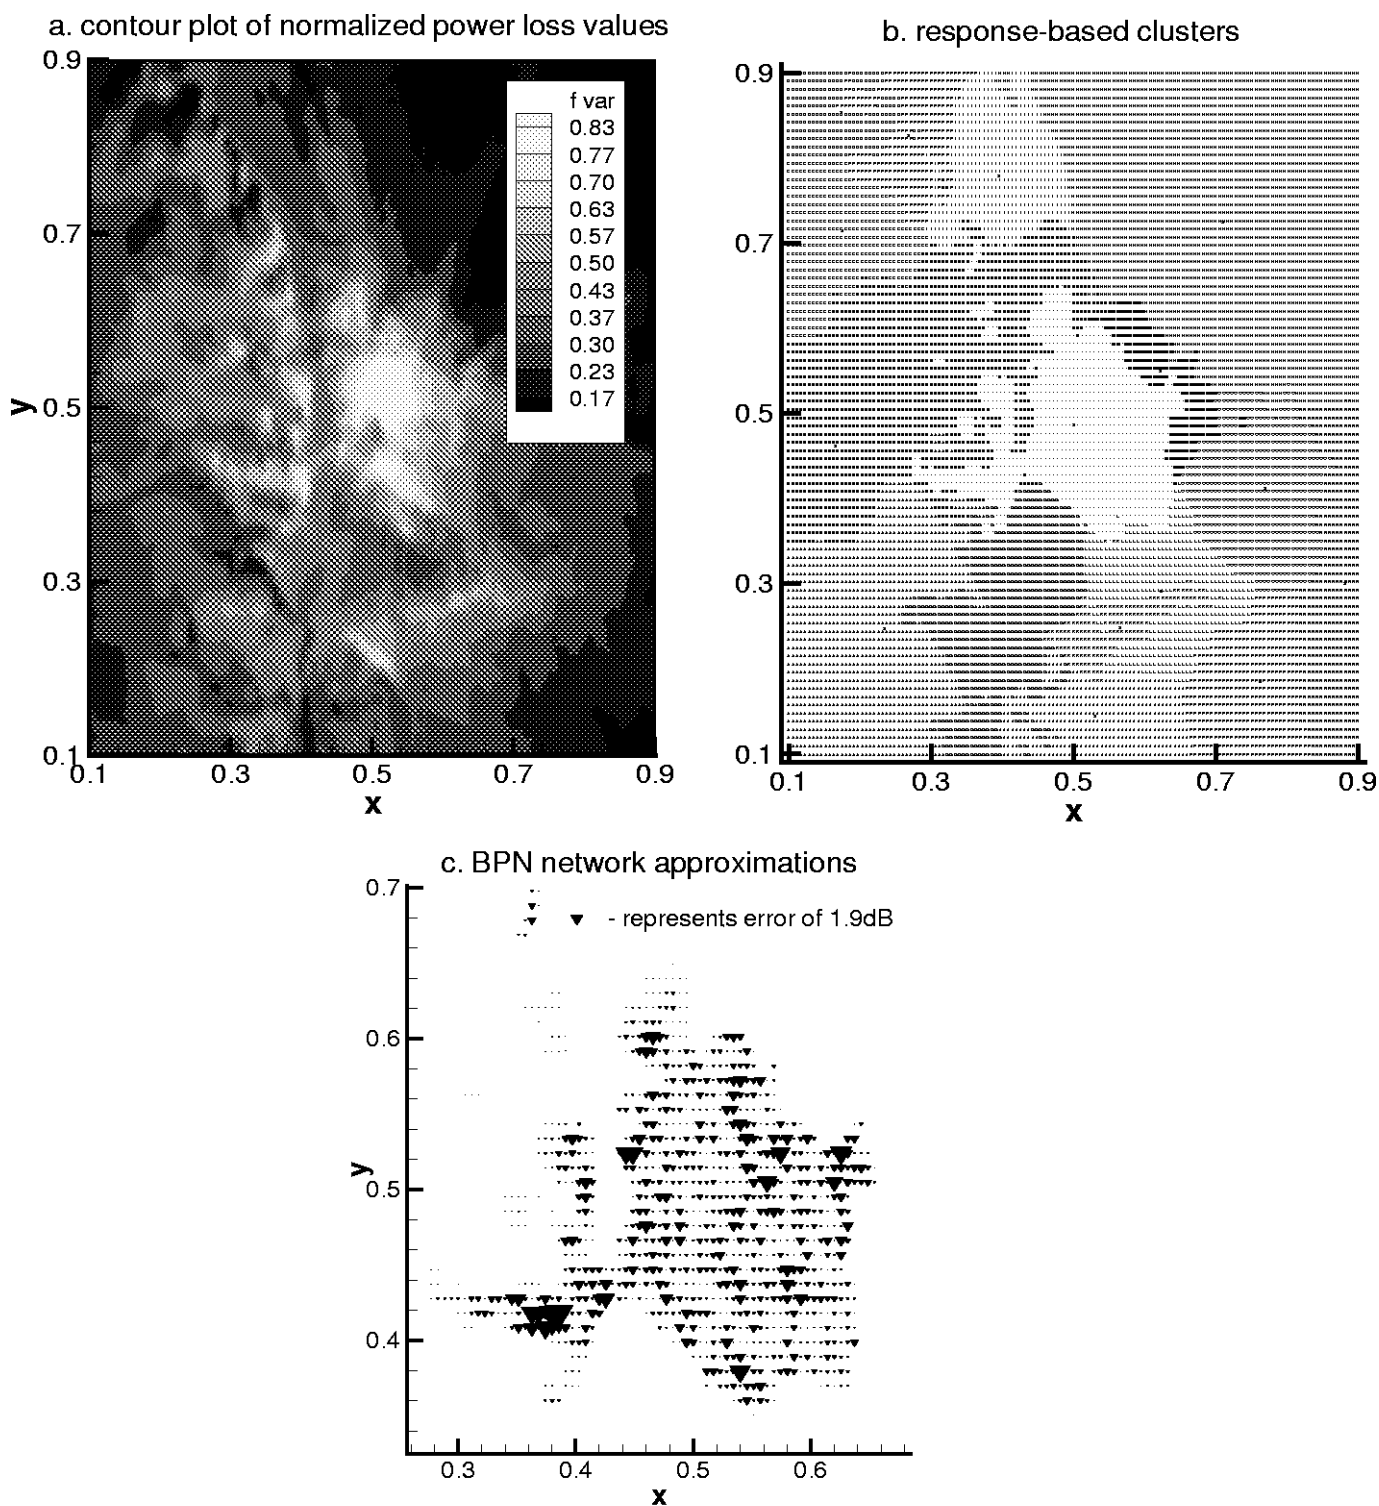 a. contour plot of normalized power loss values
0.9
0.7
0.5
0.3
0.1
y
0.1 0.3 0.5 0.7 0.9
x
f var
0.83
0.77
0.70
0.63
0.57
0.50
0.43
0.37
0.30
0.23
0.17
b. response-based clusters
0.9
0.7
0.5
0.3
0.1
0.1 0.3 0.5 0.7 0.9
x
c. BPN network approximations
0.7
- represents error of 1.9dB
0.6
y
0.5
0.4
0.3 0.4 0.5 0.6
x